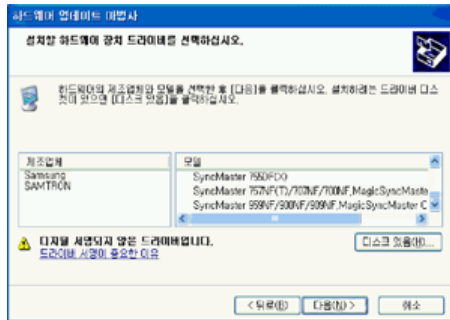 하드웨어 업데이트 마법사
설치할 하드웨어 장치 드라이버를 선택하십시오.
하드웨어의 제조업체와 모델을 선택한 후 [다음]을 클릭하십시오. 설치하려는 드라이버 디스
켓이 있으면 [디스크 있음]을 클릭하십시오.
제조업체
Samsung
SAMTRON
모델
SyncMaster 755DF(X)
SyncMaster 757NF(T)/707NF/700NF,MagicSyncMaste
SyncMaster 959NF/900NF/909NF,MagicSyncMaster C
디지털 서명되지 않은 드라이버입니다.
드라이버 서명이 중요한 이유
디스크 있음(H)...
< 뒤로(B)
다음(N) >
취소